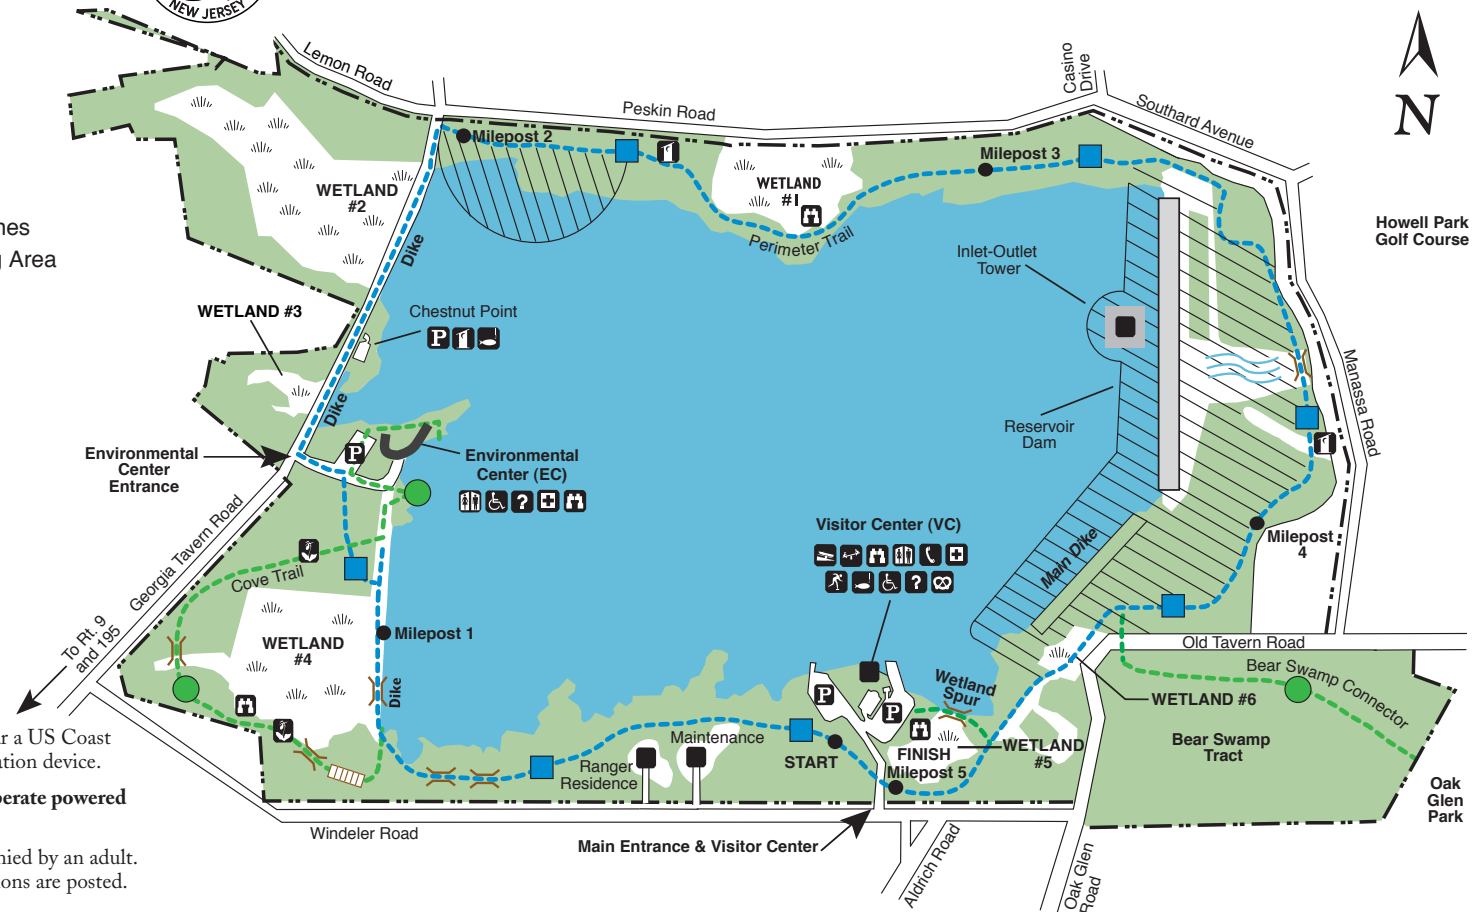 NEW JERSEY
Lemon Road
Peskin Road
Casino
Drive
Southard Avenue
N
Milepost 2
Milepost 3
WETLAND
#2
WETLAND
#1
Perimeter Trail
Dike
Howell Park
Golf Course
nes
g Area
Inlet-Outlet
Tower
WETLAND #3
Chestnut Point
P
Manassa Road
Dike
Reservoir
Dam
Environmental
Center
Entrance
P
Environmental
Center (EC)
?
Georgia Tavern Road
Visitor Center (VC)
?
Milepost
4
Main Dike
Cove Trail
To Rt. 9
and 195
WETLAND
#4
Milepost 1
Dike
Old Tavern Road
Bear Swamp Connector
WETLAND #6
Wetland
Spur
P
P
Bear Swamp
Tract
Maintenance
START
FINISH
Milepost 5
WETLAND
#5
Ranger
Residence
Oak
Glen
Park
ar a US Coast
ation device.
perate powered
nied by an adult.
ions are posted.
Windeler Road
Main Entrance & Visitor Center
Aldrich Road
Oak Glen
Road